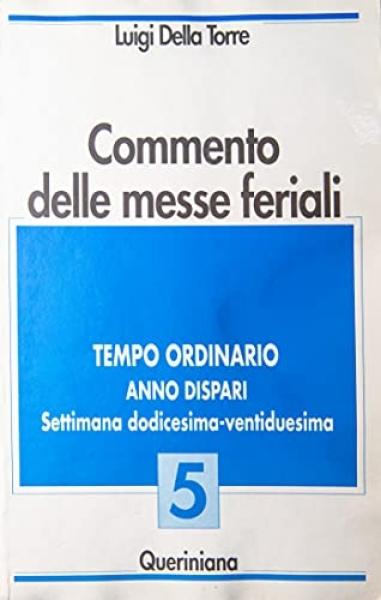 Luigi Della Torre
Commento
delle messe feriali
TEMPO ORDINARIO
ANNO DISPARI
Settimana dodicesima-ventiduesima
5
Queriniana